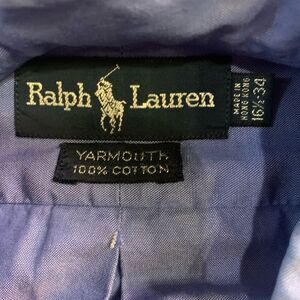 Ralph Lauren
MADE IN
HONG KONG
16½-34
YARMOUTH
100% COTTON